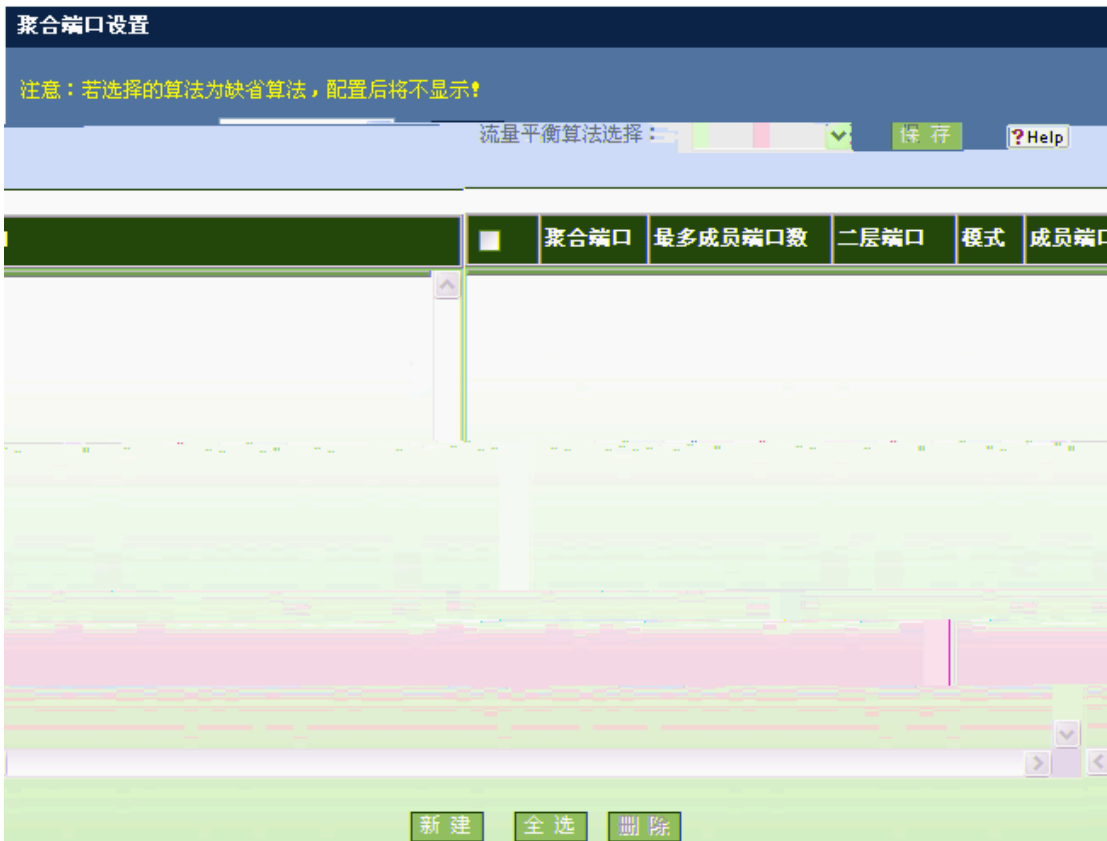 聚合端口设置
注意：若选择的算法为缺省算法，配置后将不显示！
流量平衡算法选择： 保存 ?Help
聚合端口 最多成员端口数 二层端口 模式 成员端口
新建 全选 删除